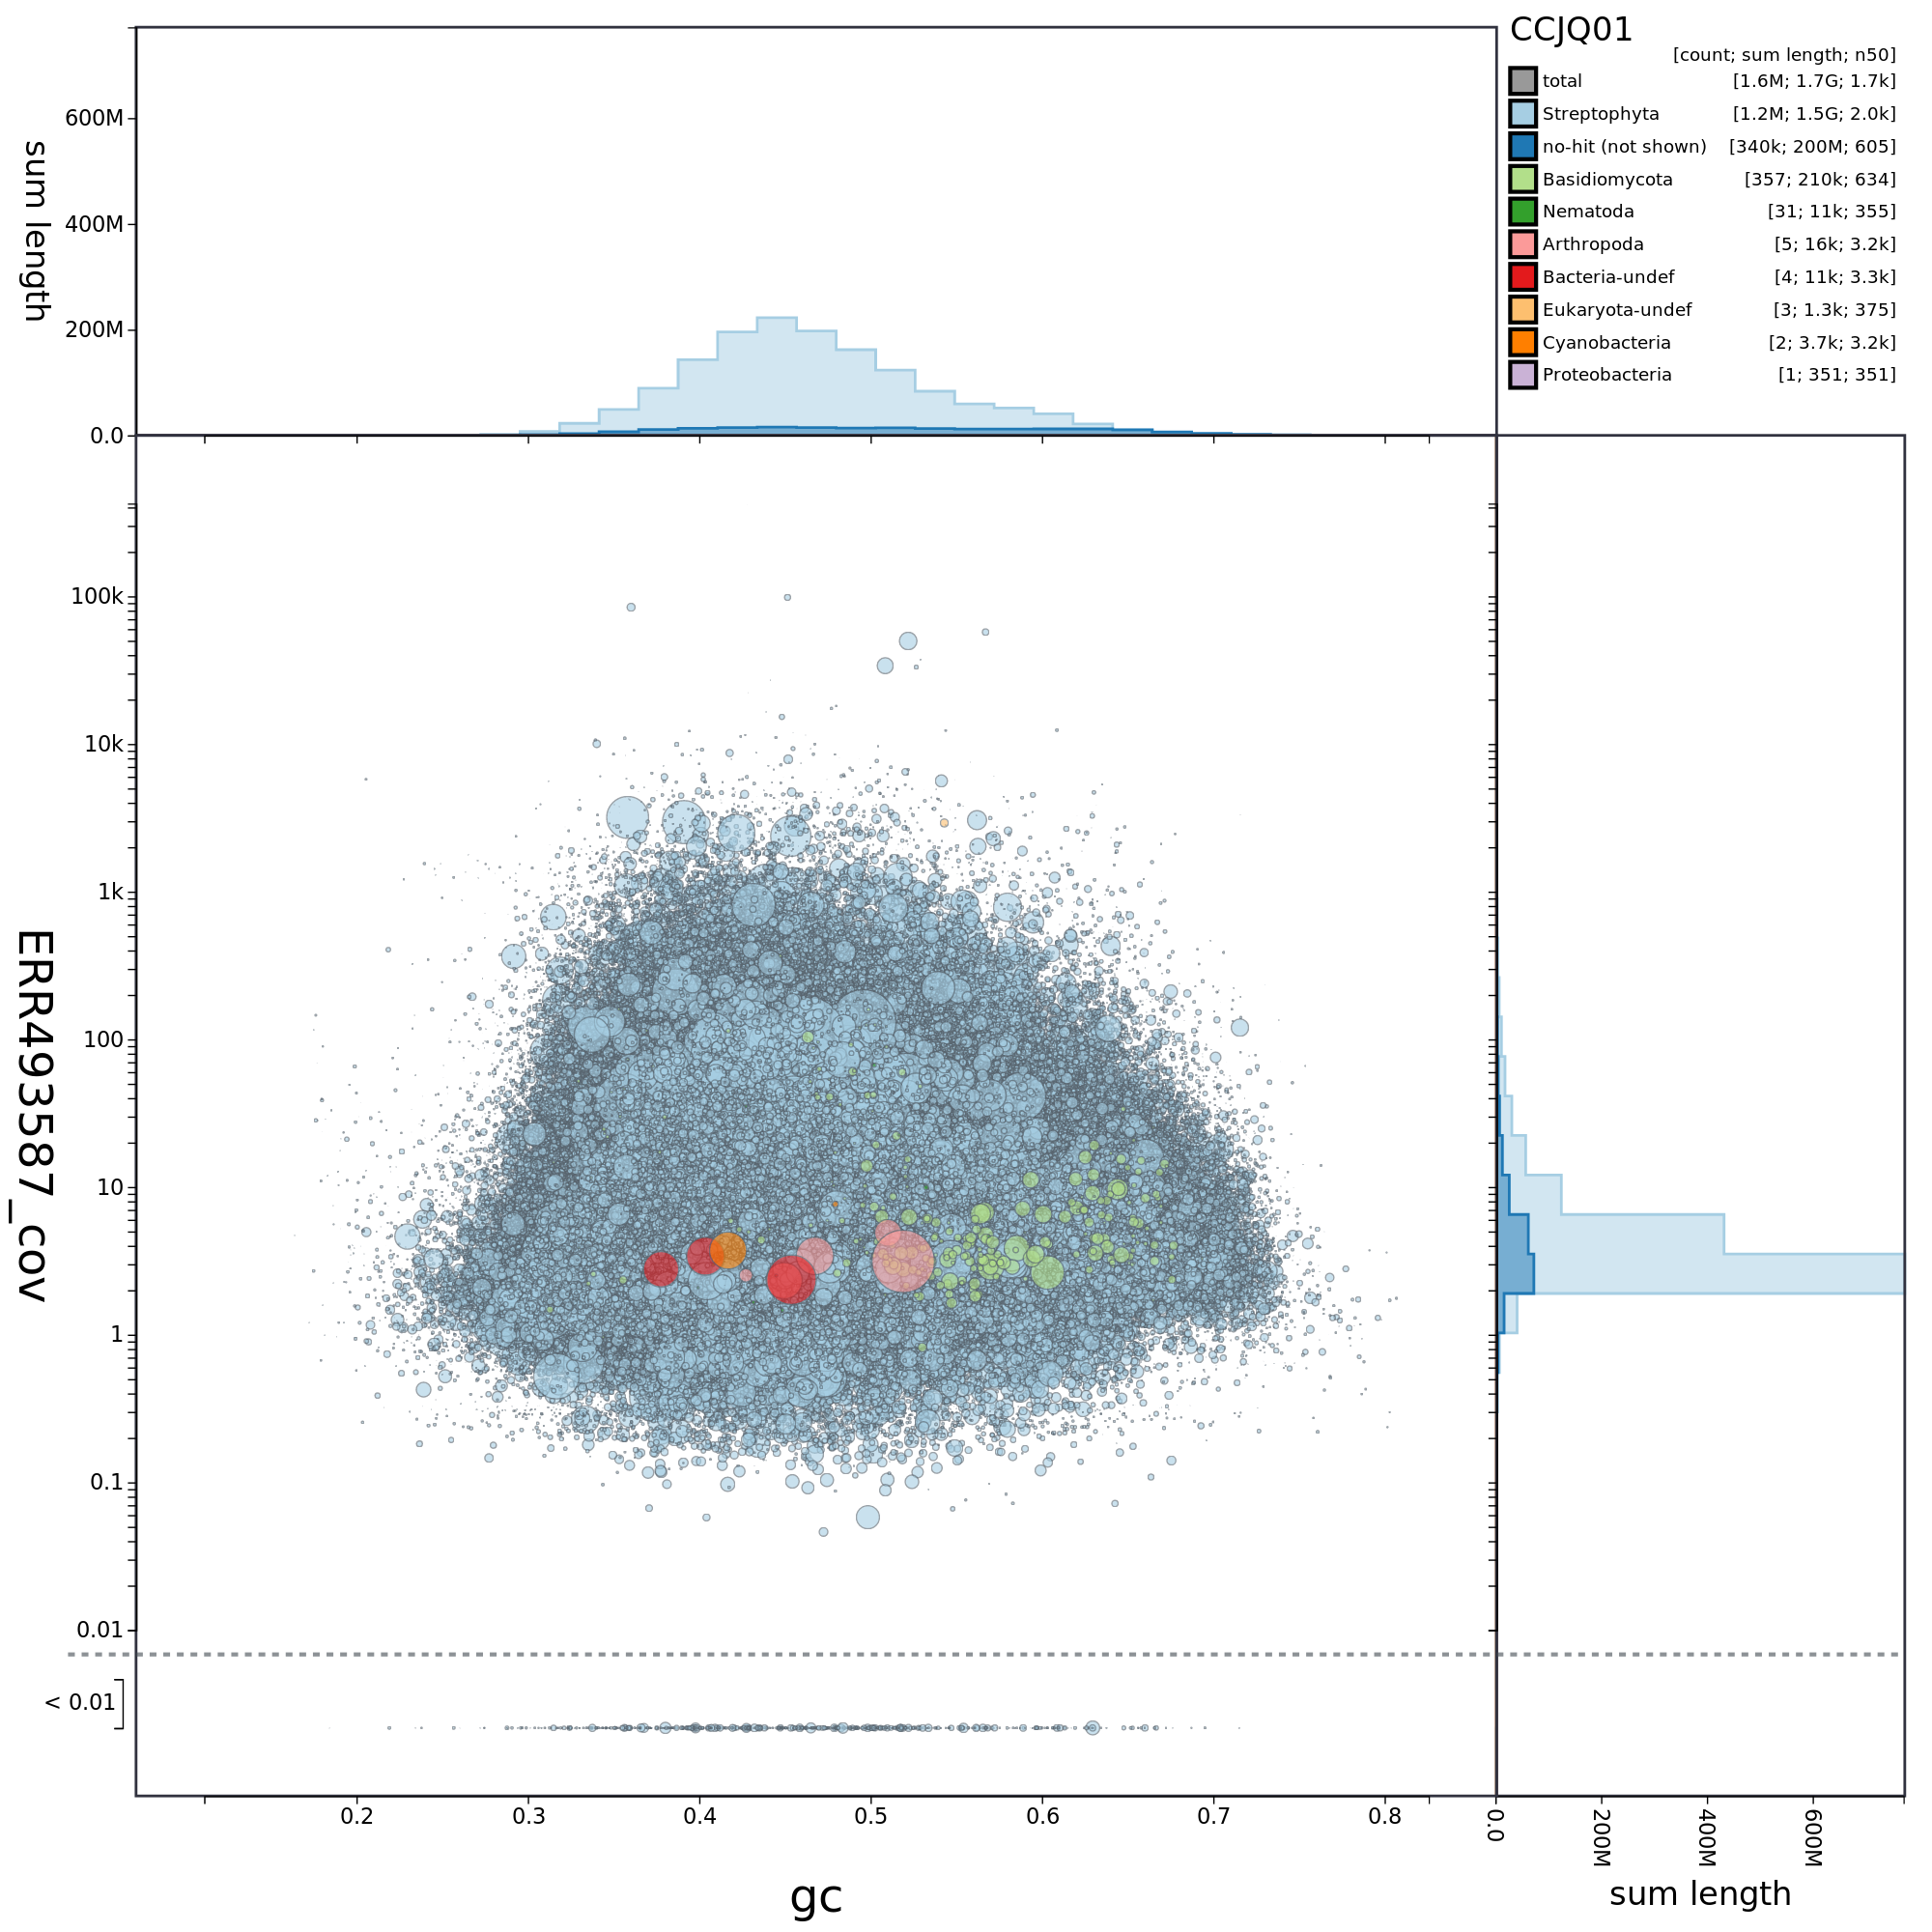 CCJQ01
[count; sum length; n50]
total [1.6M; 1.7G; 1.7k]
Streptophyta [1.2M; 1.5G; 2.0k]
no-hit (not shown) [340k; 200M; 605]
Basidiomycota [357; 210k; 634]
Nematoda [31; 11k; 355]
Arthropoda [5; 16k; 3.2k]
Bacteria-undef [4; 11k; 3.3k]
Eukaryota-undef [3; 1.3k; 375]
Cyanobacteria [2; 3.7k; 3.2k]
Proteobacteria [1; 351; 351]
sum length
600M
400M
200M
0.0
ERR493587_cov
100k
10k
1k
100
10
1
0.1
0.01
< 0.01
0.2 0.3 0.4 0.5 0.6 0.7 0.8
gc
0.0 200M 400M 600M
sum length